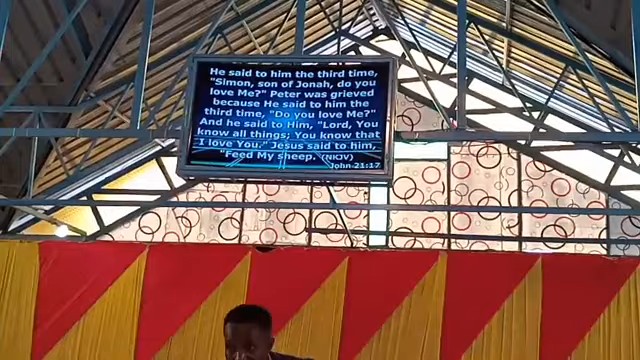 He said to him the third time,
"Simon, son of Jonah, do you
love Me?" Peter was grieved
because He said to him the
third time, "Do you love Me?"
And he said to Him, "Lord, You
know all things; You know that
I love You." Jesus said to him,
"Feed My sheep. (NKJV)
John 21:17